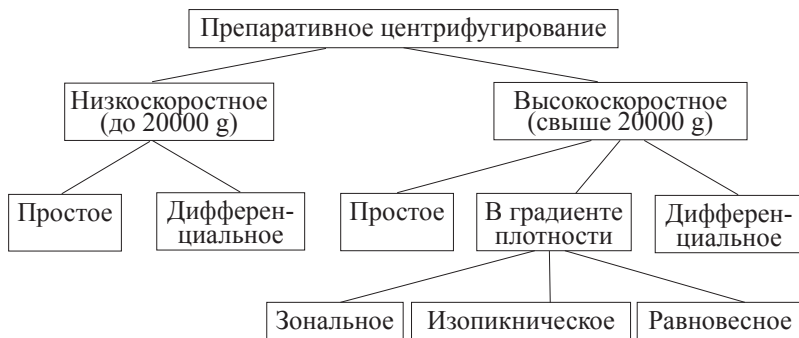 Препаративное центрифугирование
Низкоскоростное
(до 20000 g)
Высокоскоростное
(свыше 20000 g)
Простое
Дифферен-
циальное
Простое
В градиенте
плотности
Дифферен-
циальное
Зональное
Изопикническое
Равновесное